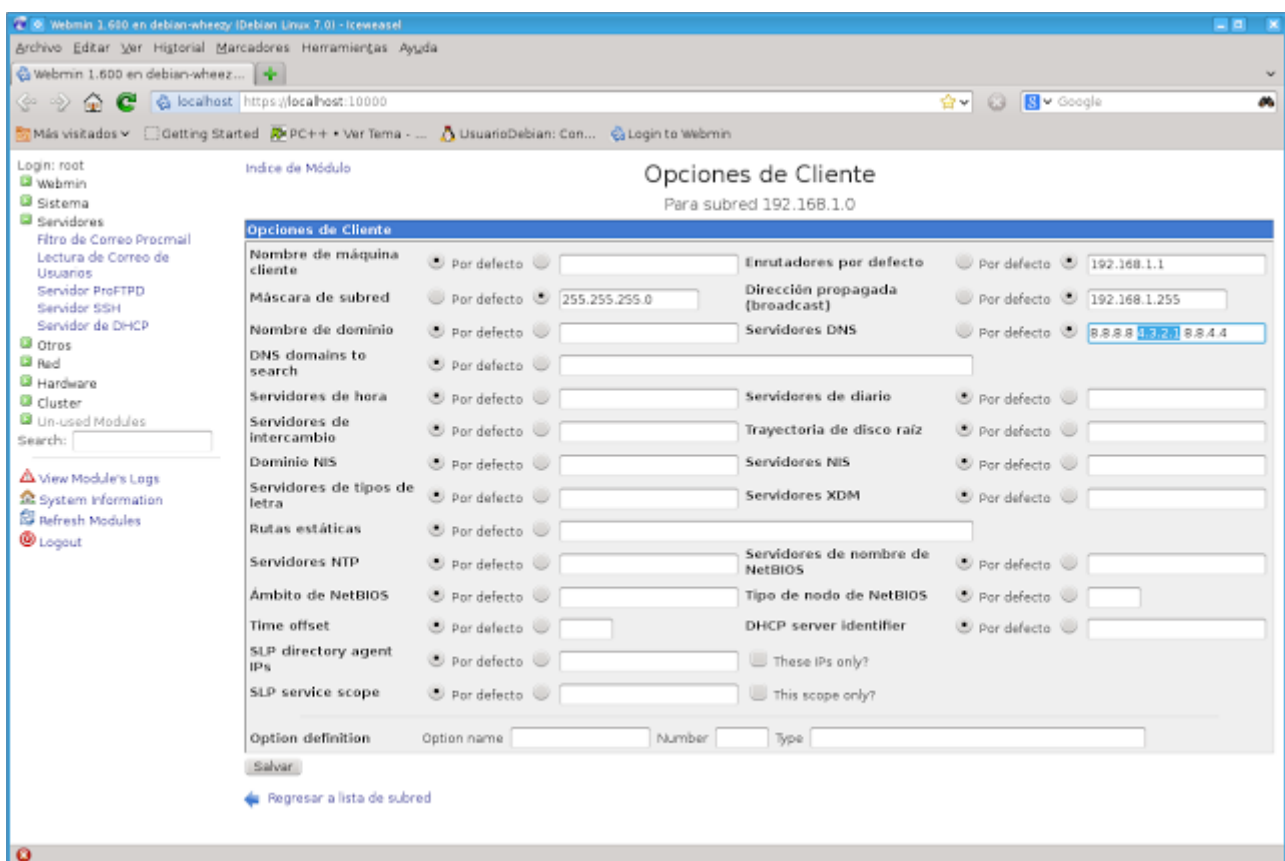 Webmin 1.600 en debian-wheezy (Debian Linux 7.0) - Iceweasel
Archivo Editar Ver Historial Marcadores Herramientas Ayuda
Webmin 1.600 en debian-wheez...
localhost https://localhost:10000 Google
Más visitados Getting Started PC++ • Ver Tema - ... UsuarioDebian: Con... Login to Webmin
Login: root
Webmin
Sistema
Servidores
Filtro de Correo Procmail
Lectura de Correo de
Usuarios
Servidor ProFTPD
Servidor SSH
Servidor de DHCP
Otros
Red
Hardware
Cluster
Un-used Modules
Search:
View Module's Logs
System Information
Refresh Modules
Logout
Indice de Módulo
Opciones de Cliente
Para subred 192.168.1.0
Opciones de Cliente
Nombre de máquina
cliente Por defecto Enrutadores por defecto Por defecto 192.168.1.1
Máscara de subred Por defecto 255.255.255.0 Dirección propagada
(broadcast) Por defecto 192.168.1.255
Nombre de dominio Por defecto Servidores DNS Por defecto 8.8.8.8 4.3.2.1 8.8.4.4
DNS domains to
search Por defecto
Servidores de hora Por defecto Servidores de diario Por defecto
Servidores de
intercambio Por defecto Trayectoria de disco raíz Por defecto
Dominio NIS Por defecto Servidores NIS Por defecto
Servidores de tipos de
letra Por defecto Servidores XDM Por defecto
Rutas estáticas Por defecto
Servidores NTP Por defecto Servidores de nombre de
NetBIOS Por defecto
Ámbito de NetBIOS Por defecto Tipo de nodo de NetBIOS Por defecto
Time offset Por defecto DHCP server identifier Por defecto
SLP directory agent
IPs Por defecto These IPs only?
SLP service scope Por defecto This scope only?
Option definition Option name Number Type
Salvar
Regresar a lista de subred